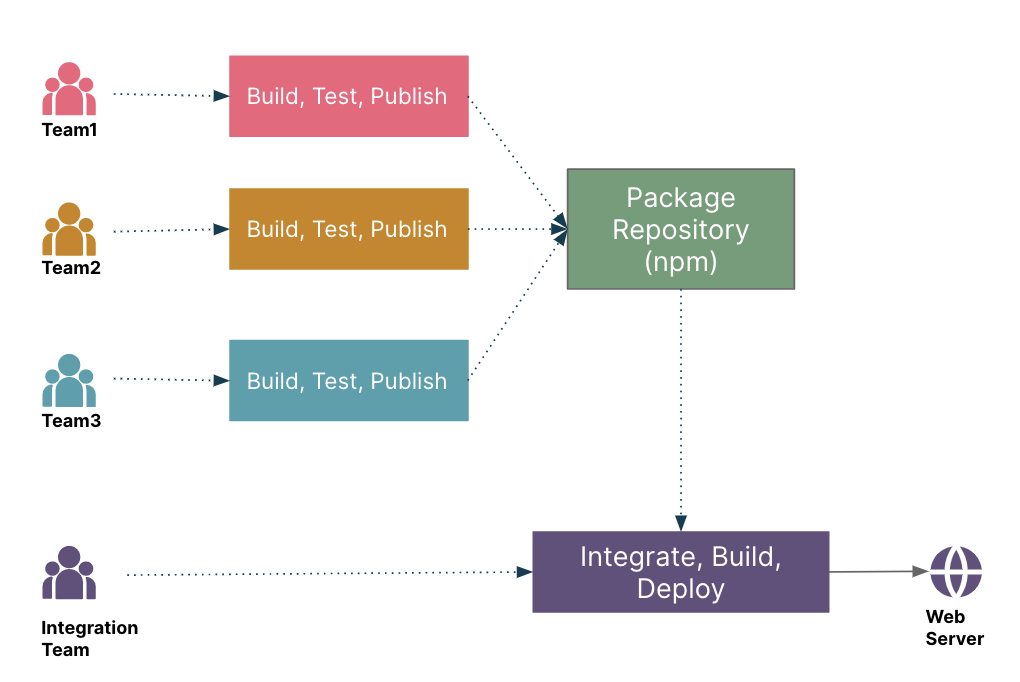 Team1
Build, Test, Publish
Team2
Build, Test, Publish
Package
Repository
(npm)
Team3
Build, Test, Publish
Integration
Team
Integrate, Build,
Deploy
Web
Server